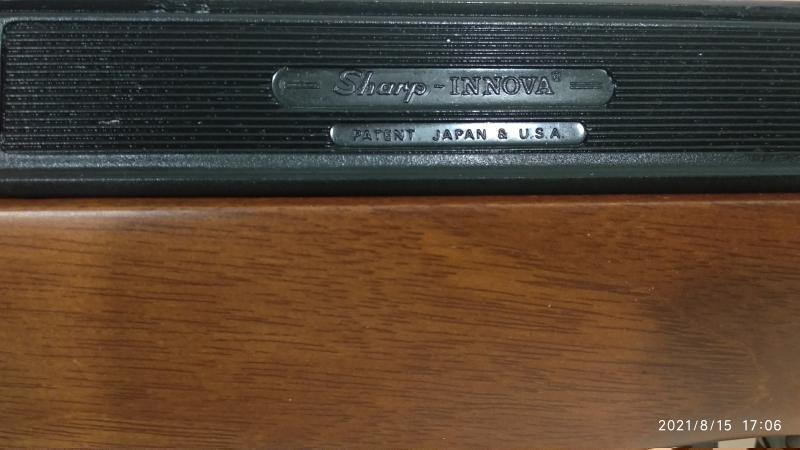 Sharp - INNOVA®
PATENT JAPAN & U.S.A.
2021/8/15 17:06